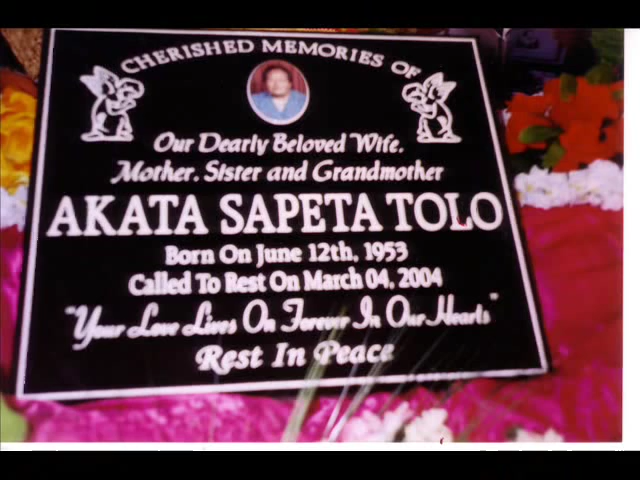 CHERISHED MEMORIES OF
Our Dearly Beloved Wife,
Mother, Sister and Grandmother
AKATA SAPETA TOLO
Born On June 12th, 1953
Called To Rest On March 04, 2004
"Your Love Lives On Forever In Our Hearts"
Rest In Peace